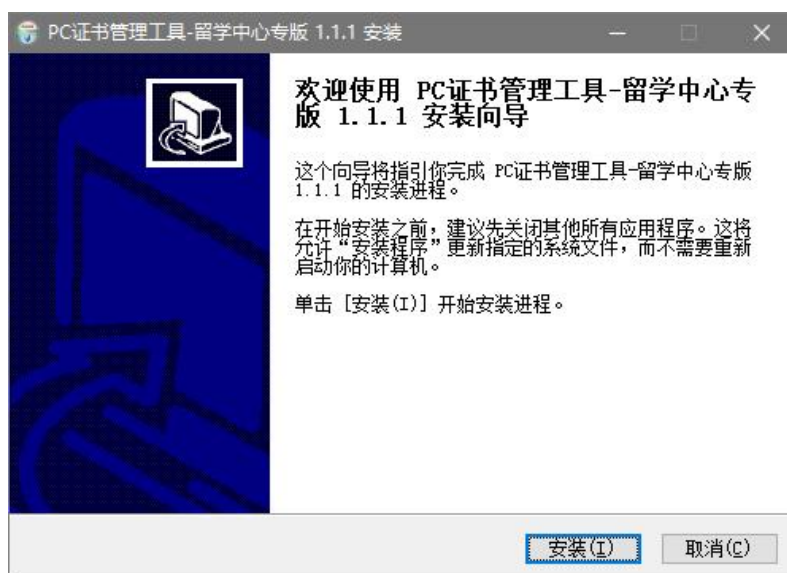 PC证书管理工具-留学中心专版 1.1.1 安装
欢迎使用 PC证书管理工具-留学中心专
版 1.1.1 安装向导
这个向导将指引你完成 PC证书管理工具-留学中心专版
1.1.1 的安装进程。
在开始安装之前，建议先关闭其他所有应用程序。这将
允许“安装程序”更新指定的系统文件，而不需要重新
启动你的计算机。
单击 [安装(I)] 开始安装进程。
安装(I) 取消(C)